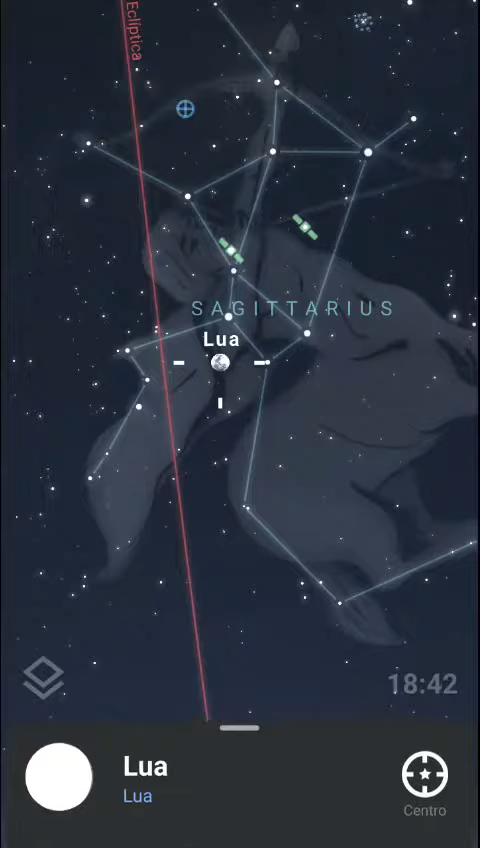 Eclíptica
SAGITTARIUS
Lua
18:42
Lua
Lua
Centro